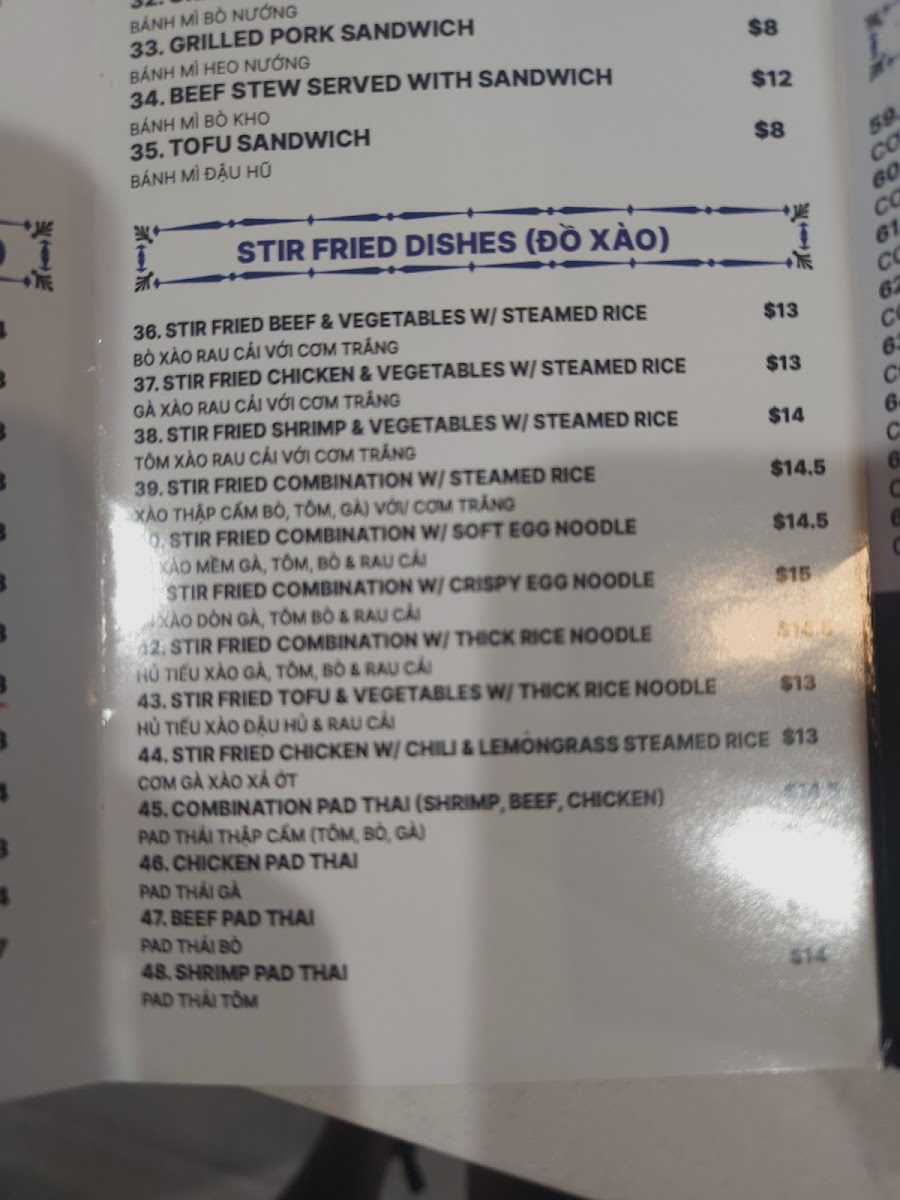 BÁNH MÌ BÒ NƯỚNG
33. GRILLED PORK SANDWICH $8
BÁNH MÌ HEO NƯỚNG
34. BEEF STEW SERVED WITH SANDWICH $12
BÁNH MÌ BÒ KHO
35. TOFU SANDWICH $8
BÁNH MÌ ĐẬU HŨ
STIR FRIED DISHES (ĐỒ XÀO)
36. STIR FRIED BEEF & VEGETABLES W/ STEAMED RICE $13
BÒ XÀO RAU CẢI VỚI CƠM TRẮNG
37. STIR FRIED CHICKEN & VEGETABLES W/ STEAMED RICE $13
GÀ XÀO RAU CẢI VỚI CƠM TRẮNG
38. STIR FRIED SHRIMP & VEGETABLES W/ STEAMED RICE $14
TÔM XÀO RAU CẢI VỚI CƠM TRẮNG
39. STIR FRIED COMBINATION W/ STEAMED RICE $14.5
XÀO THẬP CẨM BÒ, TÔM, GÀ) VỚI/ CƠM TRẮNG
STIR FRIED COMBINATION W/ SOFT EGG NOODLE $14.5
XÀO MỀM GÀ, TÔM, BÒ & RAU CẢI
STIR FRIED COMBINATION W/ CRISPY EGG NOODLE $15
XÀO DÒN GÀ, TÔM BÒ & RAU CẢI
42. STIR FRIED COMBINATION W/ THICK RICE NOODLE $14.5
HỦ TIẾU XÀO GÀ, TÔM, BÒ & RAU CẢI
43. STIR FRIED TOFU & VEGETABLES W/ THICK RICE NOODLE $13
HỦ TIẾU XÀO ĐẬU HỦ & RAU CẢI
44. STIR FRIED CHICKEN W/ CHILI & LEMONGRASS STEAMED RICE $13
CƠM GÀ XÀO XẢ ỚT
45. COMBINATION PAD THAI (SHRIMP, BEEF, CHICKEN) $14.5
PAD THÁI THẬP CẨM (TÔM, BÒ, GÀ)
46. CHICKEN PAD THAI
PAD THÁI GÀ
47. BEEF PAD THAI
PAD THÁI BÒ
48. SHRIMP PAD THAI $14
PAD THÁI TÔM
59.
60
61
62